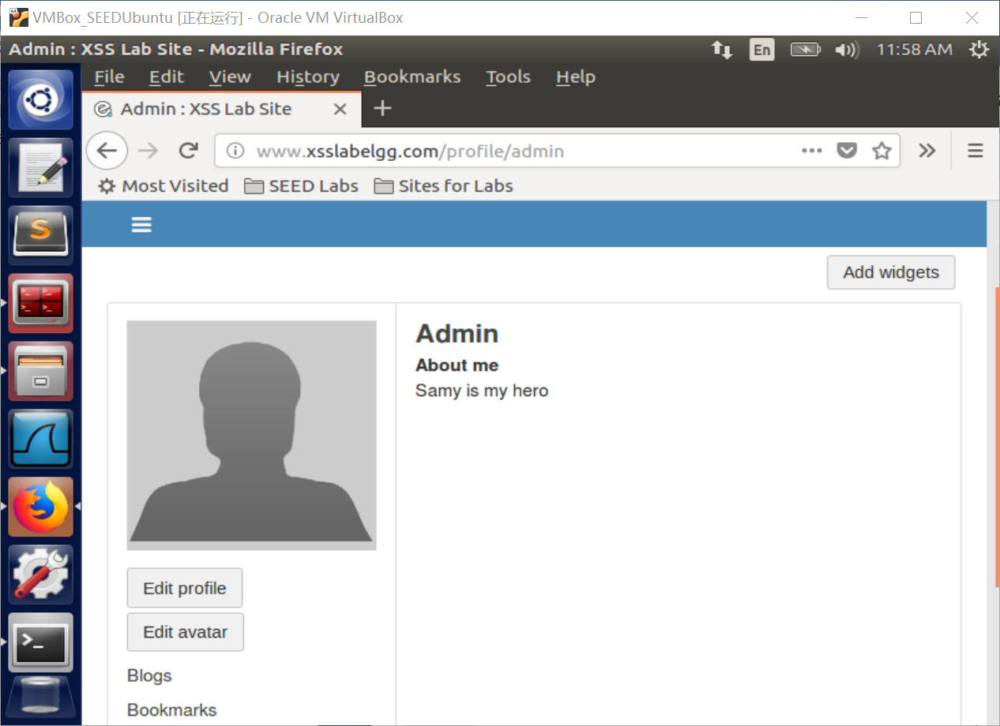 VMBox_SEEDUbuntu [正在运行] - Oracle VM VirtualBox
Admin : XSS Lab Site - Mozilla Firefox
En
11:58 AM
File Edit View History Bookmarks Tools Help
Admin : XSS Lab Site
www.xsslabelgg.com/profile/admin
Most Visited SEED Labs Sites for Labs
Add widgets
Admin
About me
Samy is my hero
Edit profile
Edit avatar
Blogs
Bookmarks